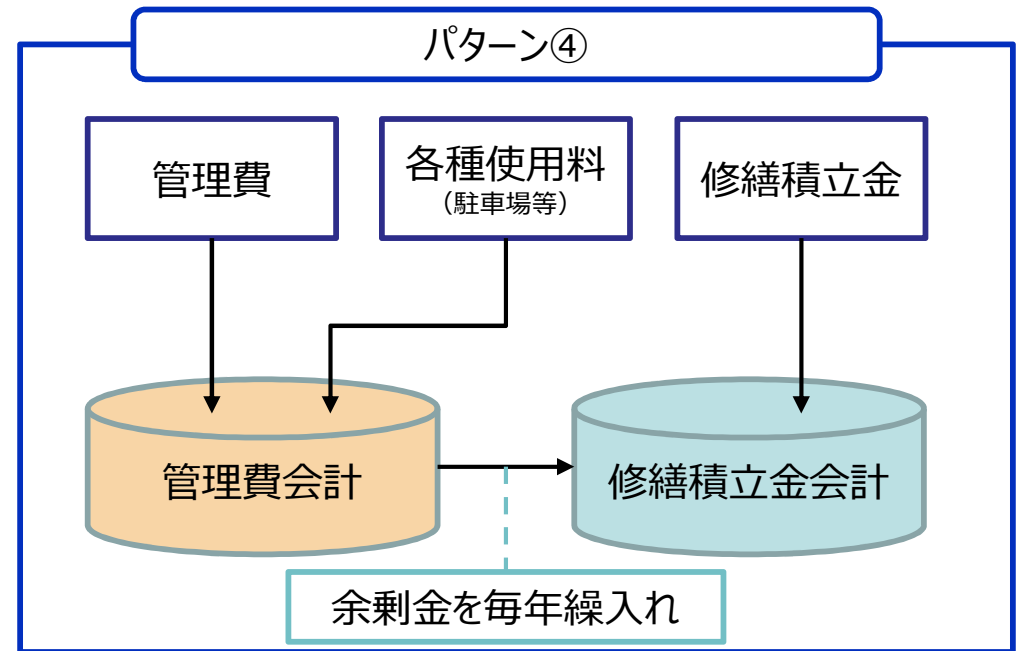 パターン④
管理費
各種使用料
（駐車場等）
修繕積立金
管理費会計
修繕積立金会計
余剰金を毎年繰入れ